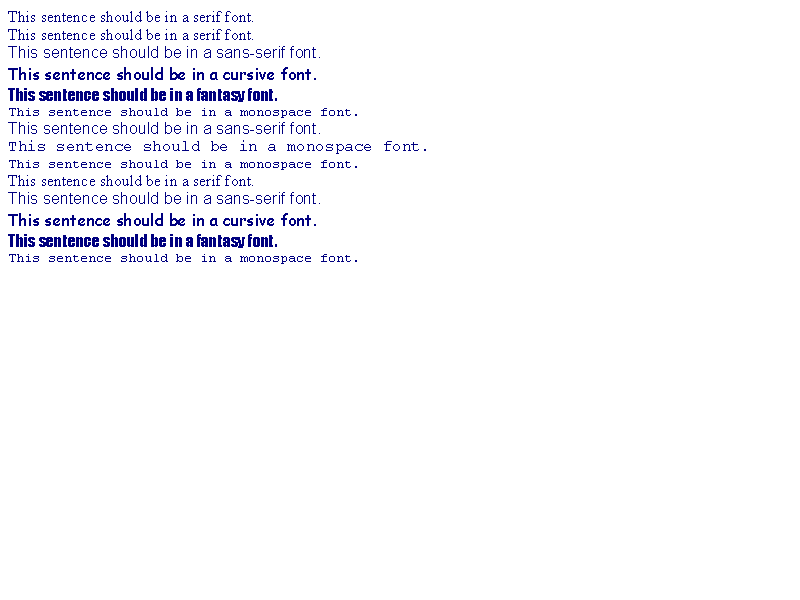 This sentence should be in a serif font.
This sentence should be in a serif font.
This sentence should be in a sans-serif font.
This sentence should be in a cursive font.
This sentence should be in a fantasy font.
This sentence should be in a monospace font.
This sentence should be in a sans-serif font.
This sentence should be in a monospace font.
This sentence should be in a monospace font.
This sentence should be in a serif font.
This sentence should be in a sans-serif font.
This sentence should be in a cursive font.
This sentence should be in a fantasy font.
This sentence should be in a monospace font.